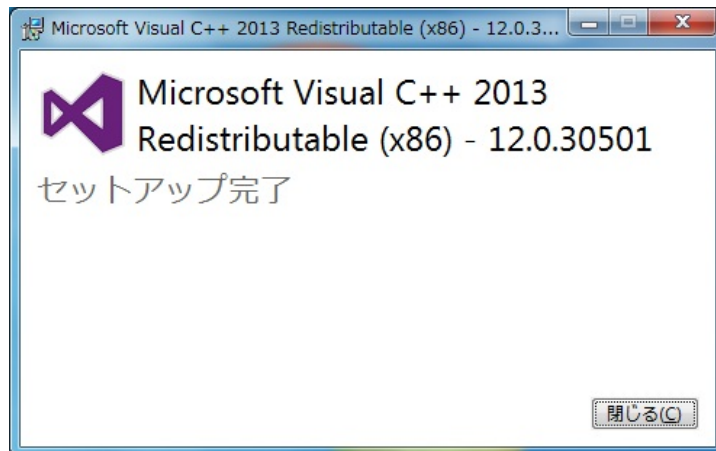 Microsoft Visual C++ 2013 Redistributable (x86) - 12.0.3...
Microsoft Visual C++ 2013
Redistributable (x86) - 12.0.30501
セットアップ完了
閉じる(C)